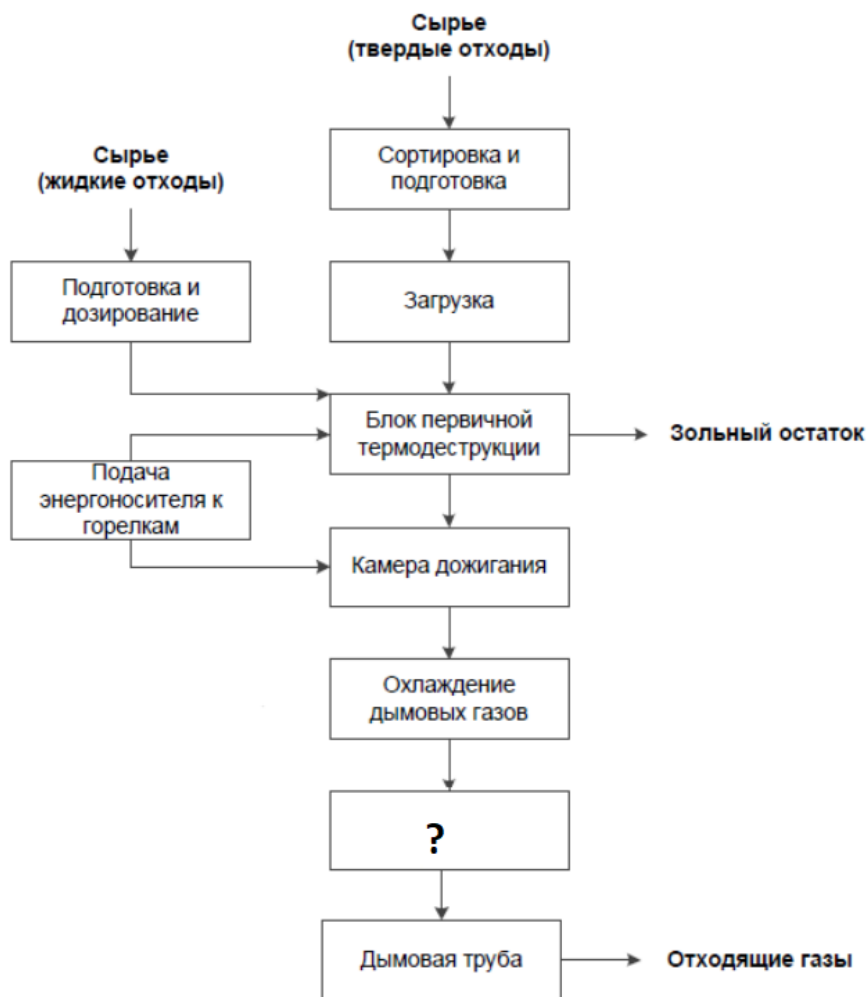 Сырье
(твердые отходы)
Сырье
(жидкие отходы)
Сортировка и
подготовка
Подготовка и
дозирование
Загрузка
Блок первичной
термодеструкции
Зольный остаток
Подача
энергоносителя к
горелкам
Камера дожигания
Охлаждение
дымовых газов
?
Дымовая труба
Отходящие газы